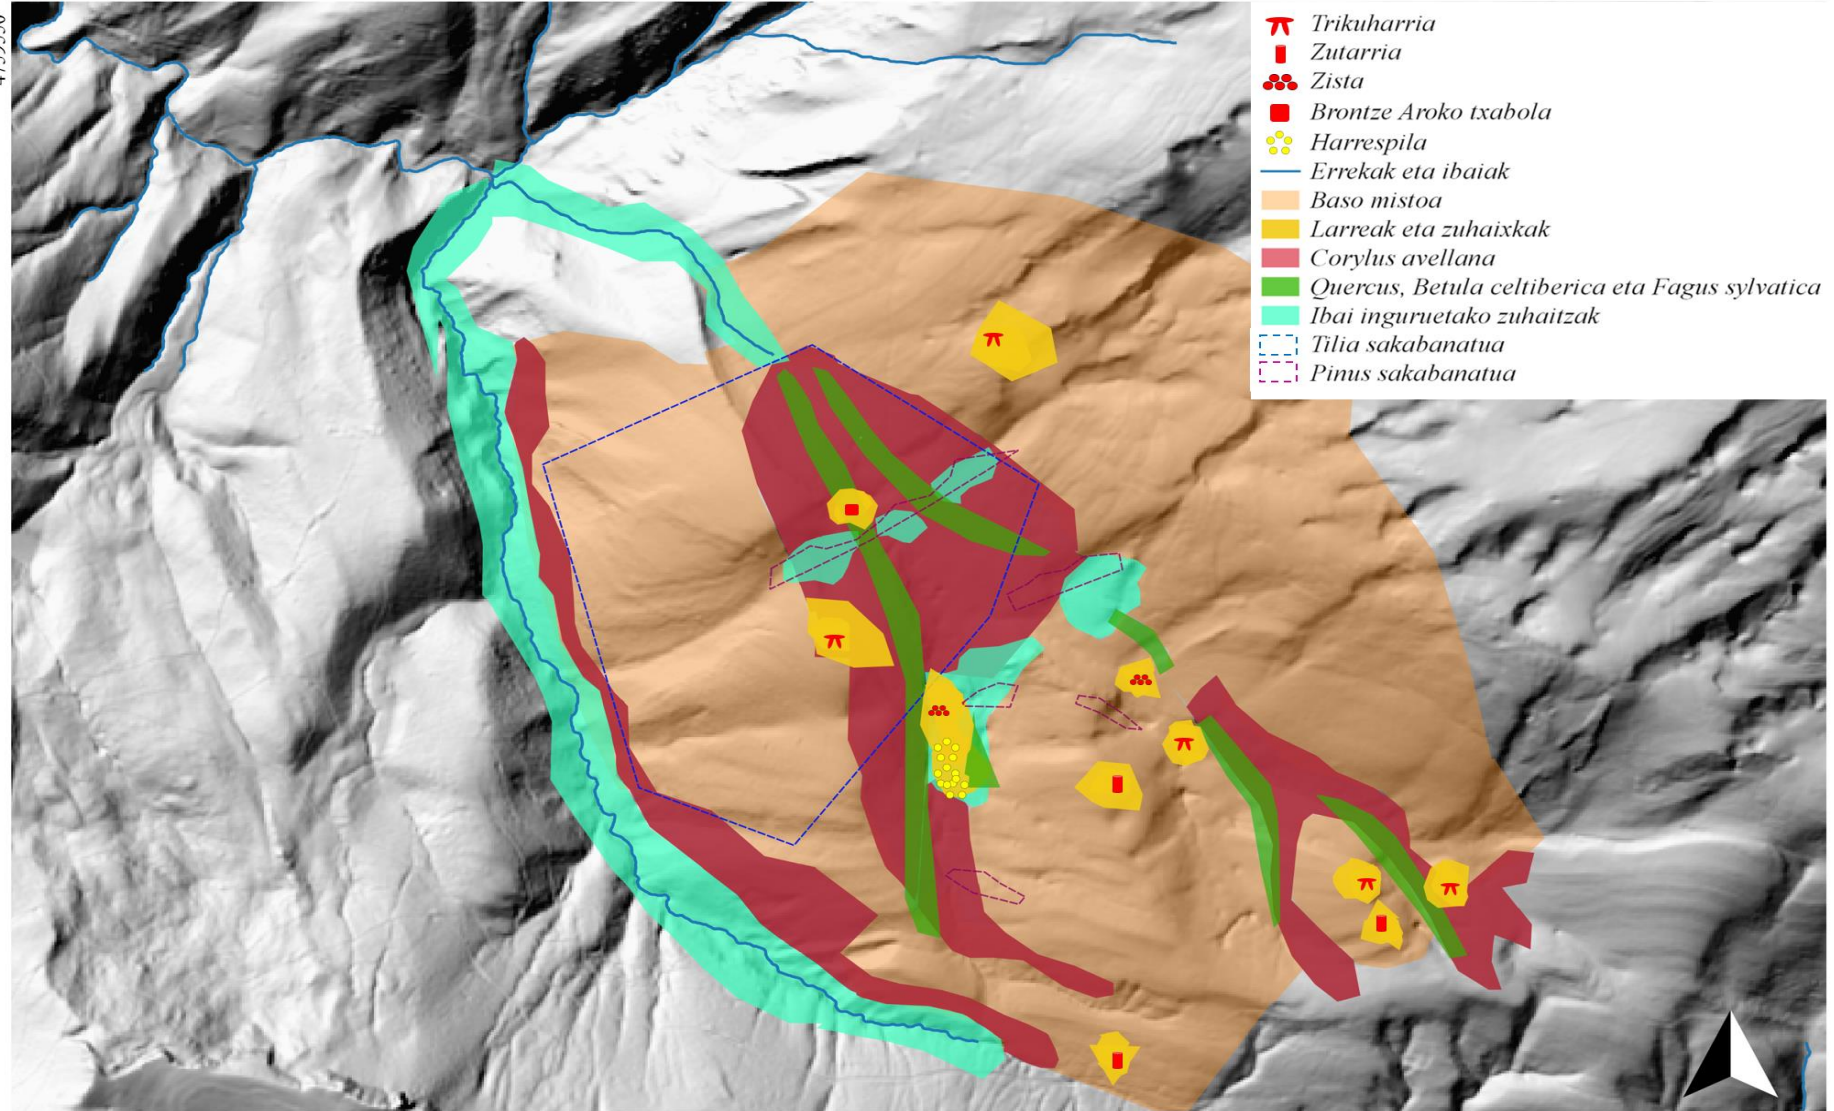 Trikuharria
Zutarria
Zista
Brontze Aroko txabola
Harrespila
Errekak eta ibaiak
Baso mistoa
Larreak eta zuhaixkak
Corylus avellana
Quercus, Betula celtiberica eta Fagus sylvatica
Ibai inguruetako zuhaitzak
Tilia sakabanatua
Pinus sakabanatua